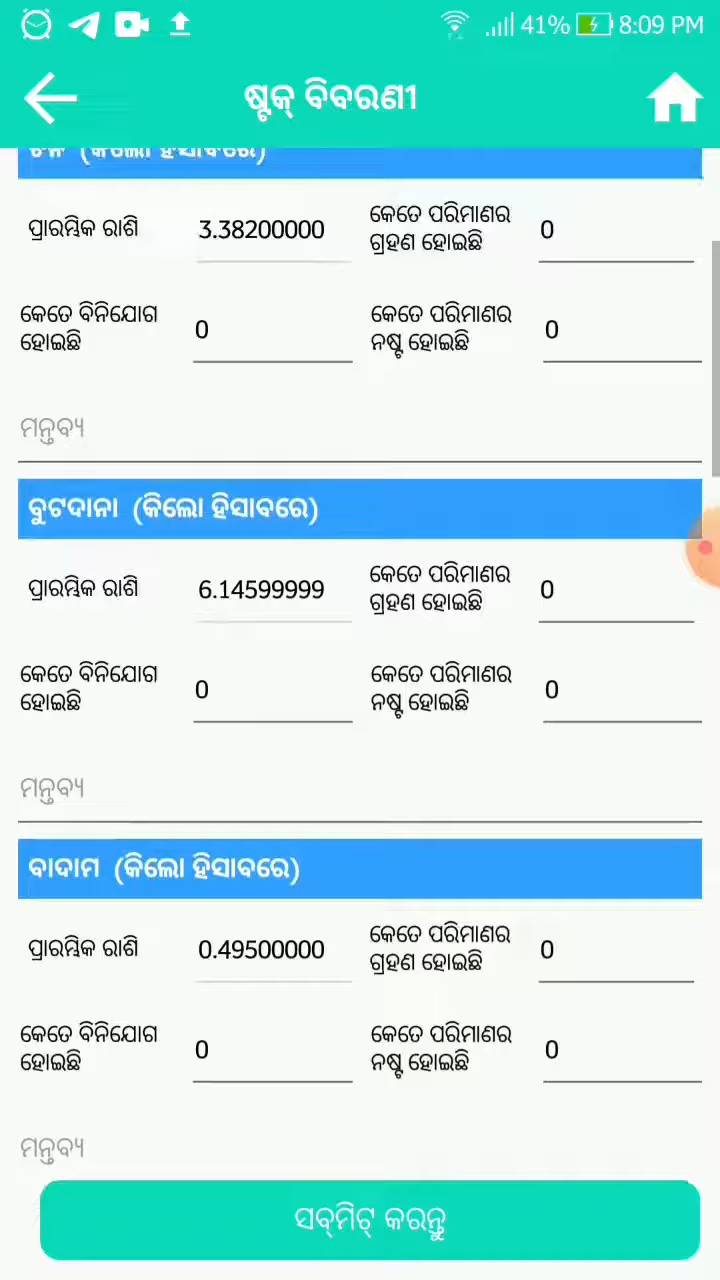 41% 8:09 PM
ଷ୍ଟକ୍ ବିବରଣୀ
(କିଲୋ ହିସାବରେ)
ପ୍ରାରମ୍ଭିକ ରାଶି 3.38200000 କେତେ ପରିମାଣର
ଗ୍ରହଣ ହୋଇଛି 0
କେତେ ବିନିଯୋଗ
ହୋଇଛି 0 କେତେ ପରିମାଣର
ନଷ୍ଟ ହୋଇଛି 0
ମନ୍ତବ୍ୟ
ବୁଟଦାନା (କିଲୋ ହିସାବରେ)
ପ୍ରାରମ୍ଭିକ ରାଶି 6.14599999 କେତେ ପରିମାଣର
ଗ୍ରହଣ ହୋଇଛି 0
କେତେ ବିନିଯୋଗ
ହୋଇଛି 0 କେତେ ପରିମାଣର
ନଷ୍ଟ ହୋଇଛି 0
ମନ୍ତବ୍ୟ
ବାଦାମ (କିଲୋ ହିସାବରେ)
ପ୍ରାରମ୍ଭିକ ରାଶି 0.49500000 କେତେ ପରିମାଣର
ଗ୍ରହଣ ହୋଇଛି 0
କେତେ ବିନିଯୋଗ
ହୋଇଛି 0 କେତେ ପରିମାଣର
ନଷ୍ଟ ହୋଇଛି 0
ମନ୍ତବ୍ୟ
ସବ୍‌ମିଟ୍ କରନ୍ତୁ